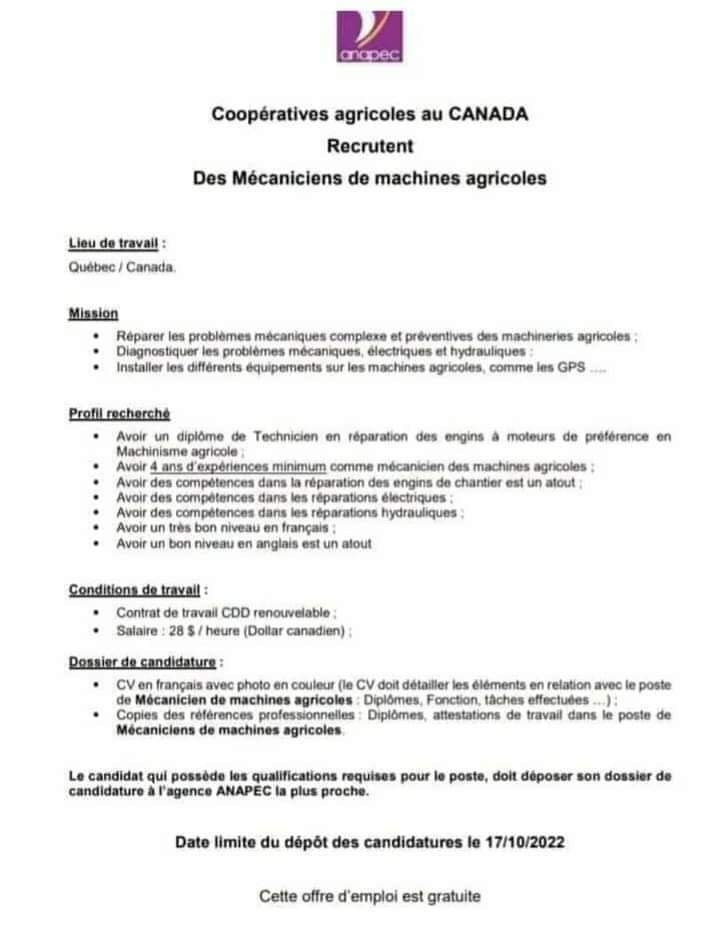 anapec
Coopératives agricoles au CANADA
Recrutent
Des Mécaniciens de machines agricoles
Lieu de travail :
Québec / Canada.
Mission
• Réparer les problèmes mécaniques complexe et préventives des machineries agricoles ;
• Diagnostiquer les problèmes mécaniques, électriques et hydrauliques ;
• Installer les différents équipements sur les machines agricoles, comme les GPS ....
Profil recherché
• Avoir un diplôme de Technicien en réparation des engins à moteurs de préférence en
Machinisme agricole ;
• Avoir 4 ans d'expériences minimum comme mécanicien des machines agricoles ;
• Avoir des compétences dans la réparation des engins de chantier est un atout ;
• Avoir des compétences dans les réparations électriques ;
• Avoir des compétences dans les réparations hydrauliques ;
• Avoir un très bon niveau en français ;
• Avoir un bon niveau en anglais est un atout
Conditions de travail :
• Contrat de travail CDD renouvelable ;
• Salaire : 28 $ / heure (Dollar canadien) ;
Dossier de candidature :
• CV en français avec photo en couleur (le CV doit détailler les éléments en relation avec le poste
de Mécanicien de machines agricoles : Diplômes, Fonction, tâches effectuées ...) ;
• Copies des références professionnelles : Diplômes, attestations de travail dans le poste de
Mécaniciens de machines agricoles.
Le candidat qui possède les qualifications requises pour le poste, doit déposer son dossier de
candidature à l'agence ANAPEC la plus proche.
Date limite du dépôt des candidatures le 17/10/2022
Cette offre d'emploi est gratuite